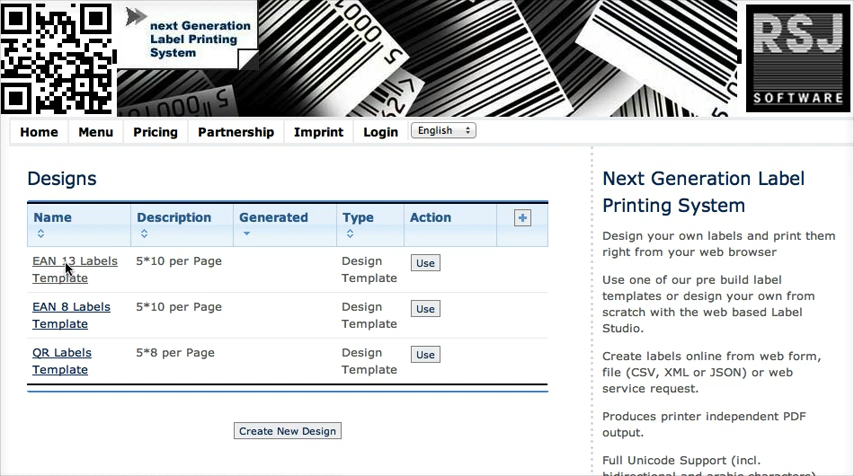 next Generation
Label Printing
System
RSJ
SOFTWARE
Home Menu Pricing Partnership Imprint Login English
Designs
Name Description Generated Type Action +
EAN 13 Labels Template 5*10 per Page Design Template Use
EAN 8 Labels Template 5*10 per Page Design Template Use
QR Labels Template 5*8 per Page Design Template Use
Create New Design
Next Generation Label
Printing System
Design your own labels and print them
right from your web browser
Use one of our pre build label
templates or design your own from
scratch with the web based Label
Studio.
Create labels online from web form,
file (CSV, XML or JSON) or web
service request.
Produces printer independent PDF
output.
Full Unicode Support (incl.
bidirectional and arabic characters)